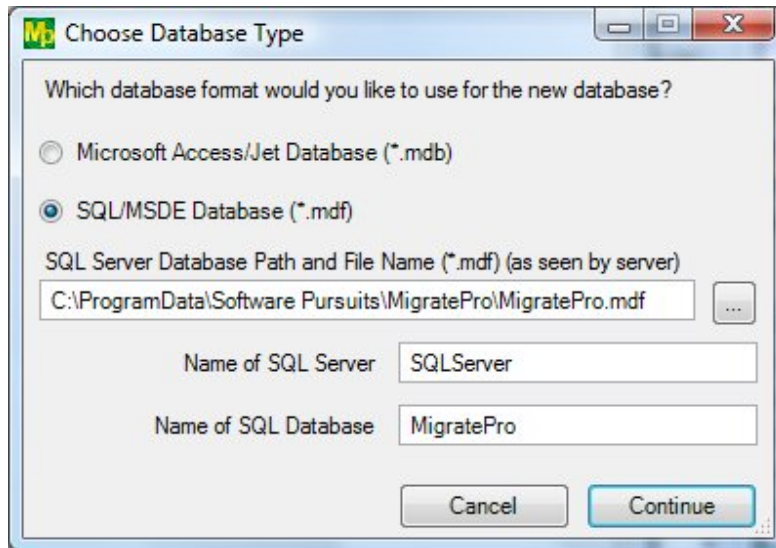 Mp Choose Database Type
Which database format would you like to use for the new database?
Microsoft Access/Jet Database (*.mdb)
SQL/MSDE Database (*.mdf)
SQL Server Database Path and File Name (*.mdf) (as seen by server)
C:\ProgramData\Software Pursuits\MigratePro\MigratePro.mdf ...
Name of SQL Server SQLServer
Name of SQL Database MigratePro
Cancel Continue